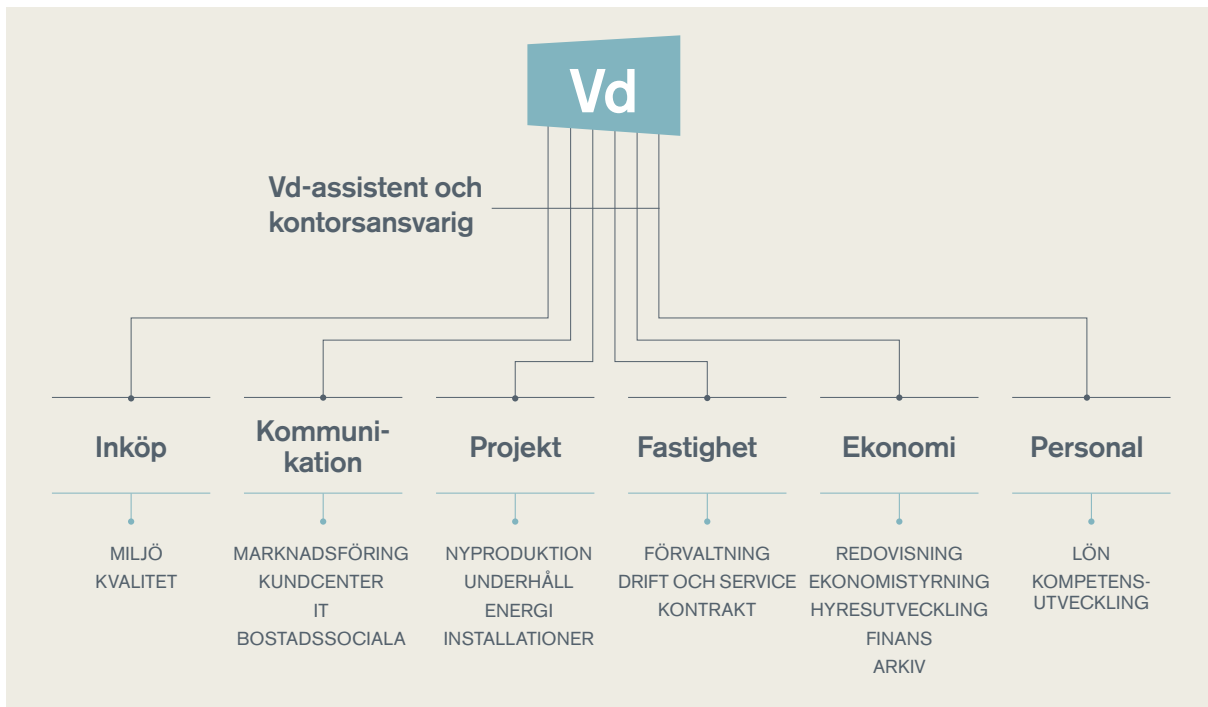 Vd
Vd-assistent och
kontorsansvarig
Inköp
MILJÖ
KVALITET
Kommuni-
kation
MARKNADSFÖRING
KUNDCENTER
IT
BOSTADSSOCIALA
Projekt
NYPRODUKTION
UNDERHÅLL
ENERGI
INSTALLATIONER
Fastighet
FÖRVALTNING
DRIFT OCH SERVICE
KONTRAKT
Ekonomi
REDOVISNING
EKONOMISTYRNING
HYRESUTVECKLING
FINANS
ARKIV
Personal
LÖN
KOMPETENS-
UTVECKLING